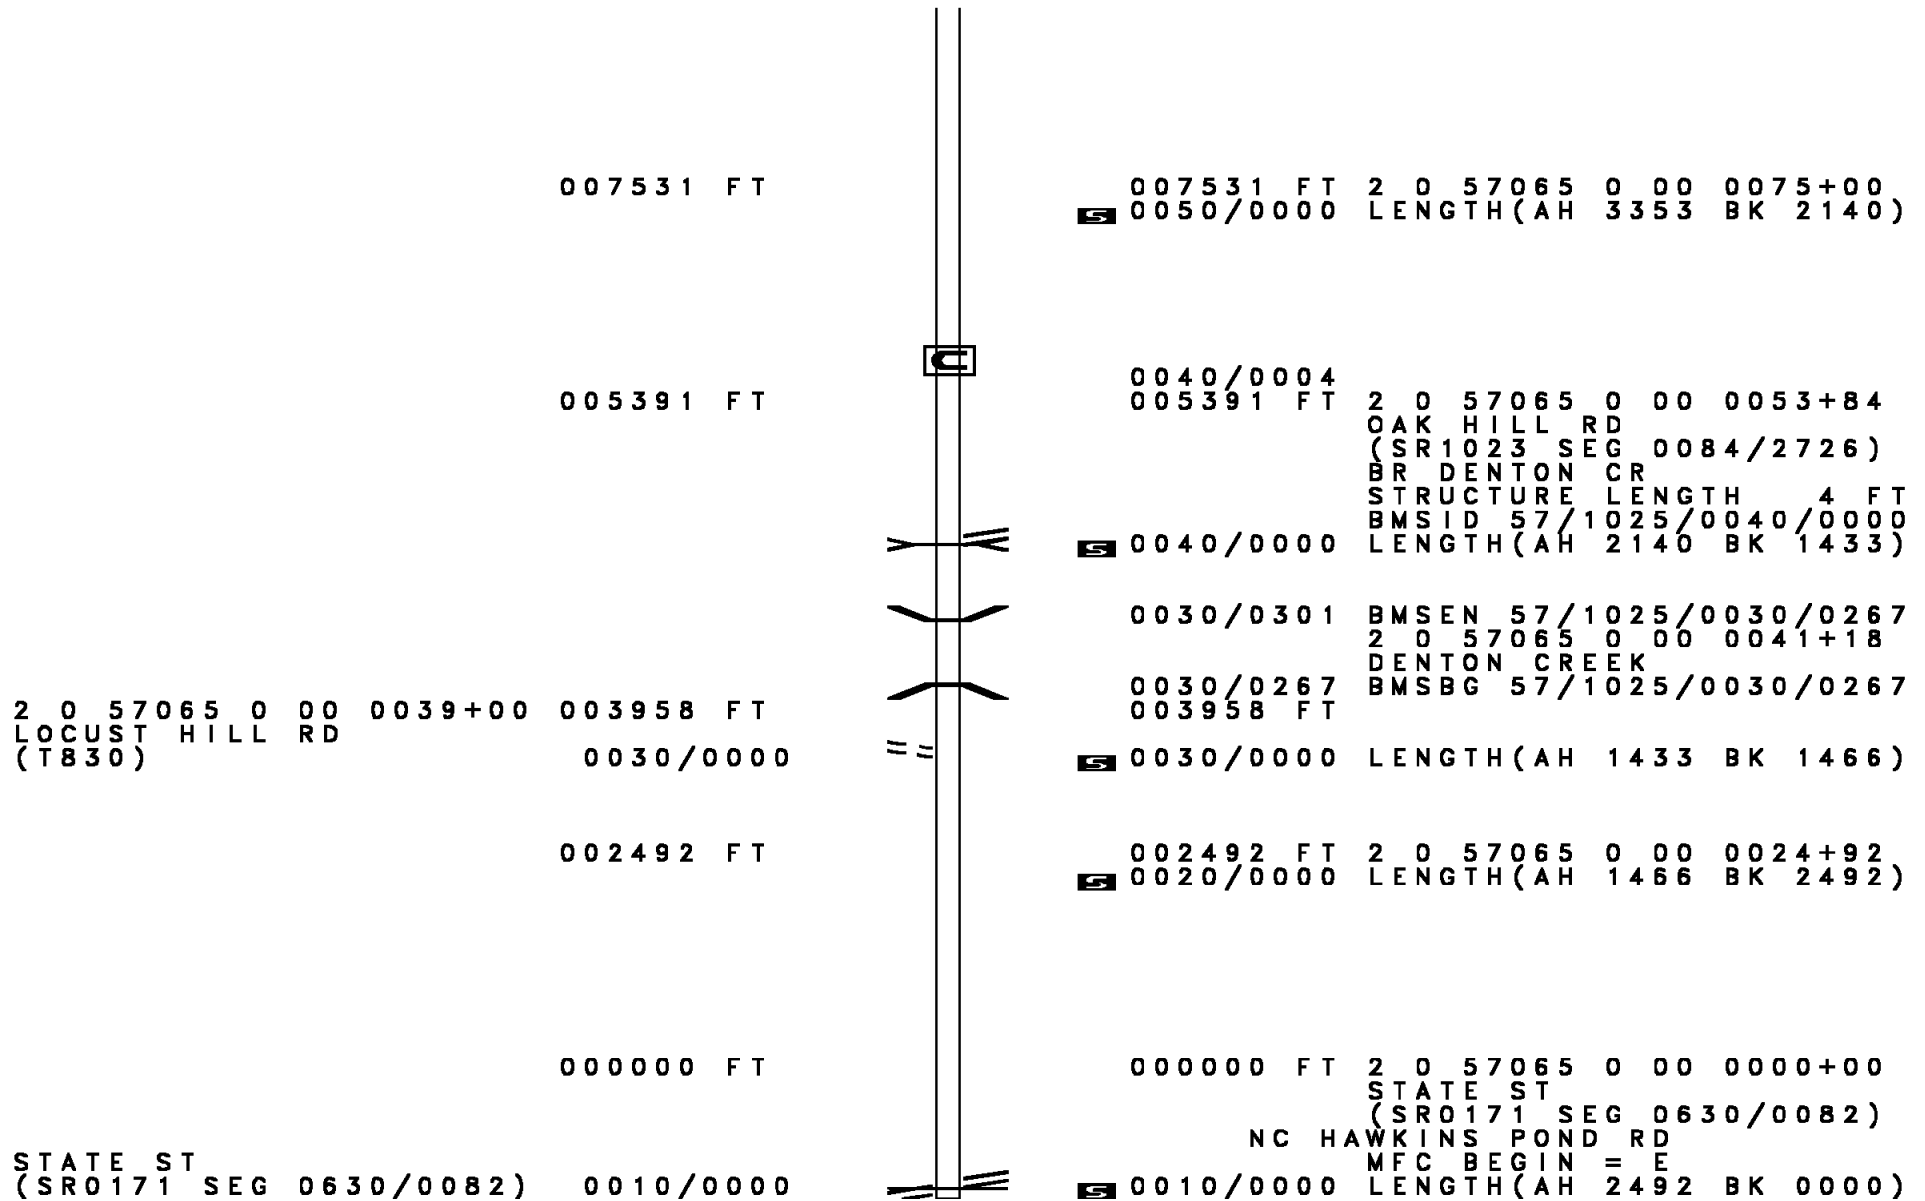 007531 FT 007531 FT 2 0 57065 0 00 0075+00
S 0050/0000 LENGTH(AH 3353 BK 2140)
C
0040/0004
005391 FT 005391 FT 2 0 57065 0 00 0053+84
OAK HILL RD
(SR1023 SEG 0084/2726)
BR DENTON CR
STRUCTURE LENGTH 4 FT
BMSID 57/1025/0040/0000
S 0040/0000 LENGTH(AH 2140 BK 1433)
0030/0301 BMSEN 57/1025/0030/0267
2 0 57065 0 00 0041+18
DENTON CREEK
0030/0267 BMSBG 57/1025/0030/0267
2 0 57065 0 00 0039+00 003958 FT 003958 FT
LOCUST HILL RD
(T830) 0030/0000 S 0030/0000 LENGTH(AH 1433 BK 1466)
002492 FT 002492 FT 2 0 57065 0 00 0024+92
S 0020/0000 LENGTH(AH 1466 BK 2492)
000000 FT 000000 FT 2 0 57065 0 00 0000+00
STATE ST
(SR0171 SEG 0630/0082)
NC HAWKINS POND RD
STATE ST MFC BEGIN = E
(SR0171 SEG 0630/0082) 0010/0000 S 0010/0000 LENGTH(AH 2492 BK 0000)